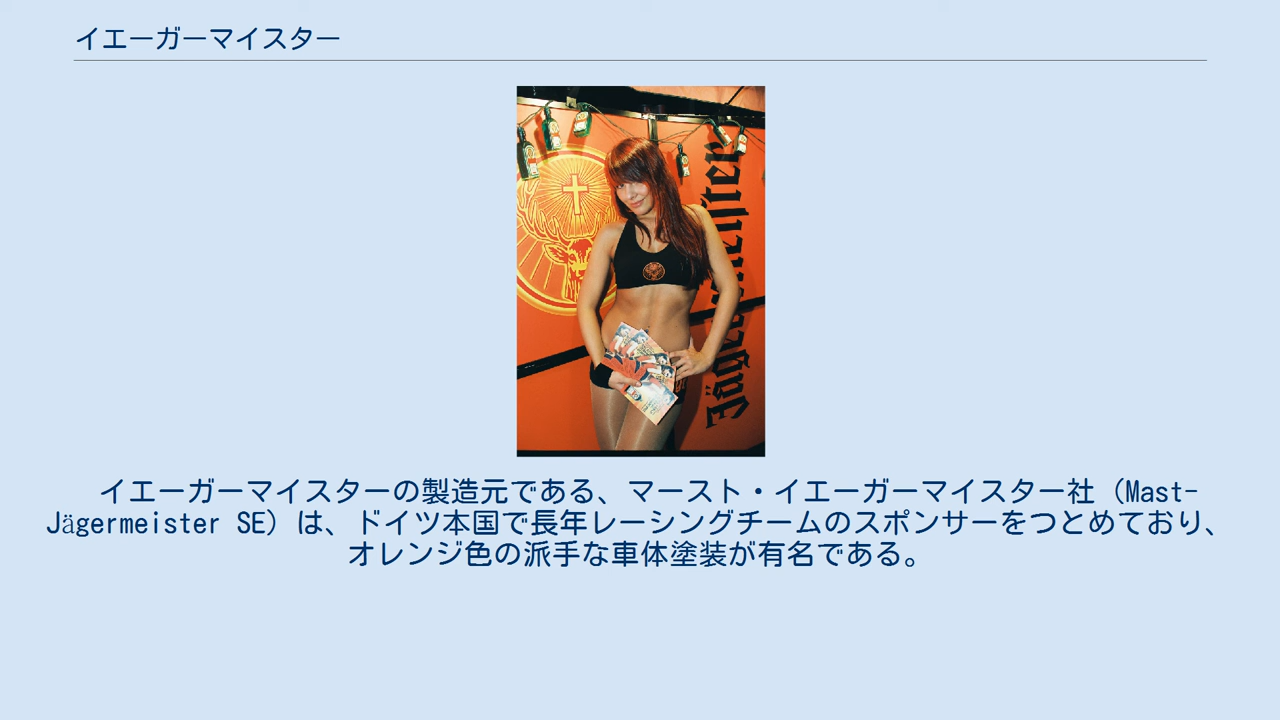 イエーガーマイスター
Jägermeister
イエーガーマイスターの製造元である、マースト・イエーガーマイスター社（Mast-
Jägermeister SE）は、ドイツ本国で長年レーシングチームのスポンサーをつとめており、
オレンジ色の派手な車体塗装が有名である。